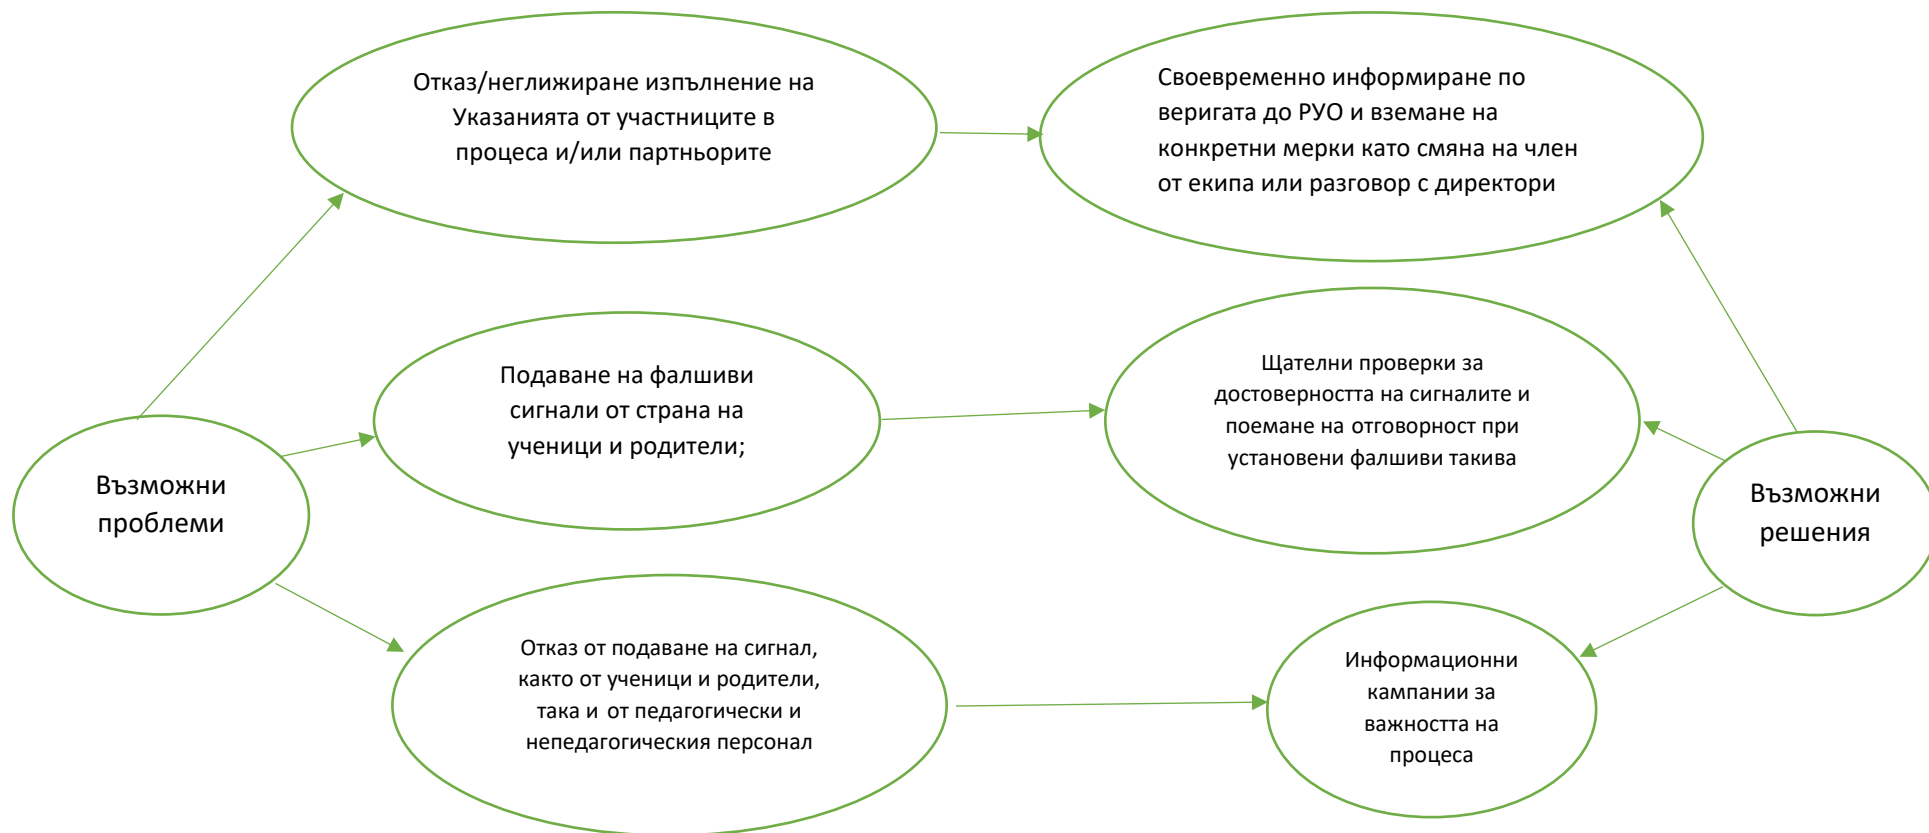 Отказ/неглижиране изпълнение на
Указанията от участниците в
процеса и/или партньорите
Своевременно информиране по
веригата до РУО и вземане на
конкретни мерки като смяна на член
от екипа или разговор с директори
Подаване на фалшиви
сигнали от страна на
ученици и родители;
Щателни проверки за
достоверността на сигналите и
поемане на отговорност при
установени фалшиви такива
Възможни
проблеми
Възможни
решения
Отказ от подаване на сигнал,
както от ученици и родители,
така и от педагогически и
непедагогическия персонал
Информационни
кампании за
важността на
процеса